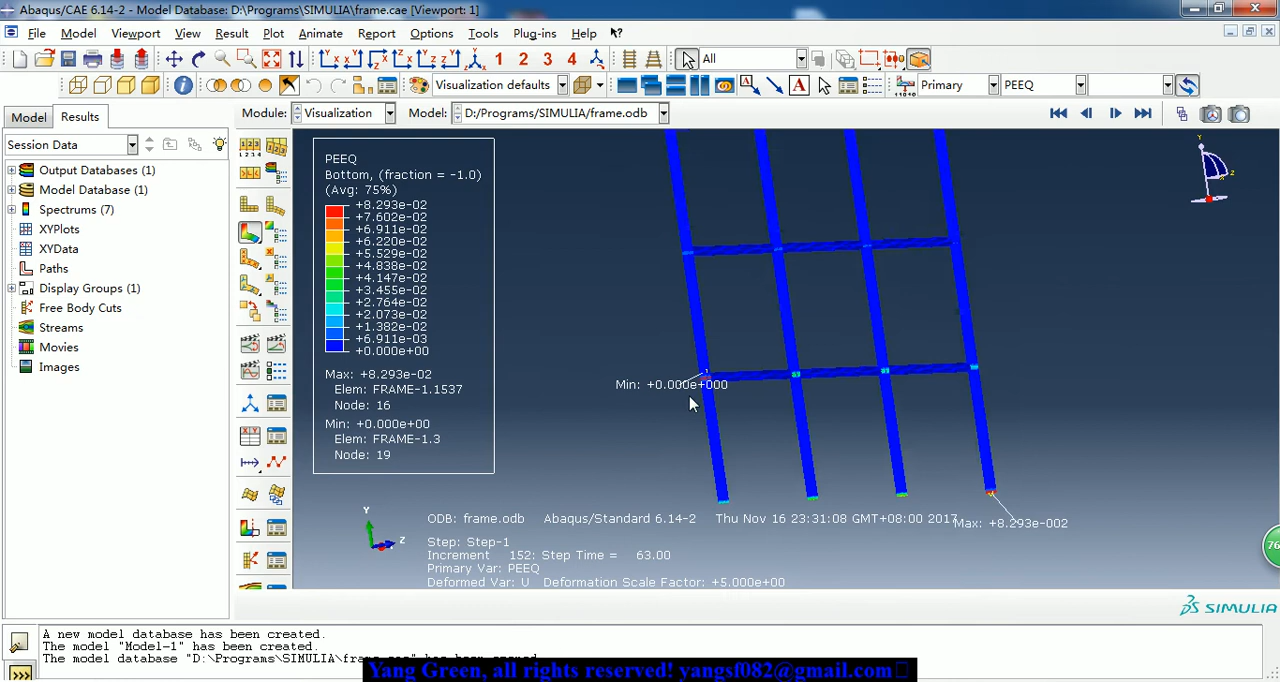 Abaqus/CAE 6.14-2 - Model Database: D:\Programs\SIMULIA\frame.cae [Viewport: 1]
File Model Viewport View Result Plot Animate Report Options Tools Plug-ins Help
All
1 2 3 4
Visualization defaults
Primary
PEEQ
Model
Results
Module: Visualization
Model: D:/Programs/SIMULIA/frame.odb
Session Data
Output Databases (1)
Model Database (1)
Spectrums (7)
XYPlots
XYData
Paths
Display Groups (1)
Free Body Cuts
Streams
Movies
Images
PEEQ
Bottom, (fraction = -1.0)
(Avg: 75%)
+8.293e-02
+7.602e-02
+6.911e-02
+6.220e-02
+5.529e-02
+4.838e-02
+4.147e-02
+3.455e-02
+2.764e-02
+2.073e-02
+1.382e-02
+6.911e-03
+0.000e+00
Max: +8.293e-02
Elem: FRAME-1.1537
Node: 16
Min: +0.000e+00
Elem: FRAME-1.3
Node: 19
Min: +0.000e+000
Max: +8.293e-002
Y
Z
ODB: frame.odb Abaqus/Standard 6.14-2 Thu Nov 16 23:31:08 GMT+08:00 2017
Step: Step-1
Increment 152: Step Time = 63.00
Primary Var: PEEQ
Deformed Var: U Deformation Scale Factor: +5.000e+00
76
SIMULIA
A new model database has been created.
The model "Model-1" has been created.
The model database "D:\Programs\SIMULIA\frame.cae" has been opened.
>>>
Yang Green, all rights reserved! yangsf082@gmail.com